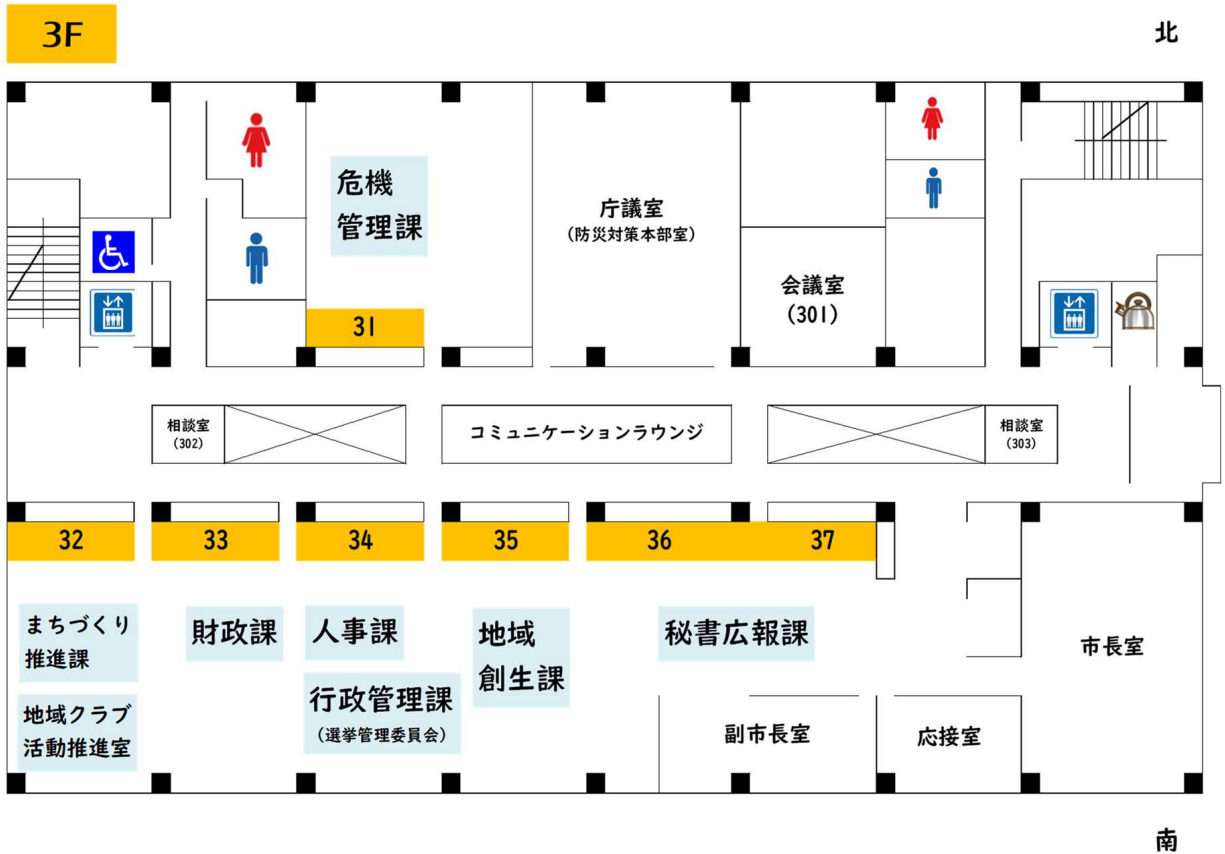 3F
北
危機
管理課
庁議室
(防災対策本部室)
会議室
(301)
31
相談室
(302)
コミュニケーションラウンジ
相談室
(303)
32
33
34
35
36
37
まちづくり
推進課
地域クラブ
活動推進室
財政課
人事課
行政管理課
(選挙管理委員会)
地域
創生課
秘書広報課
副市長室
応接室
市長室
南